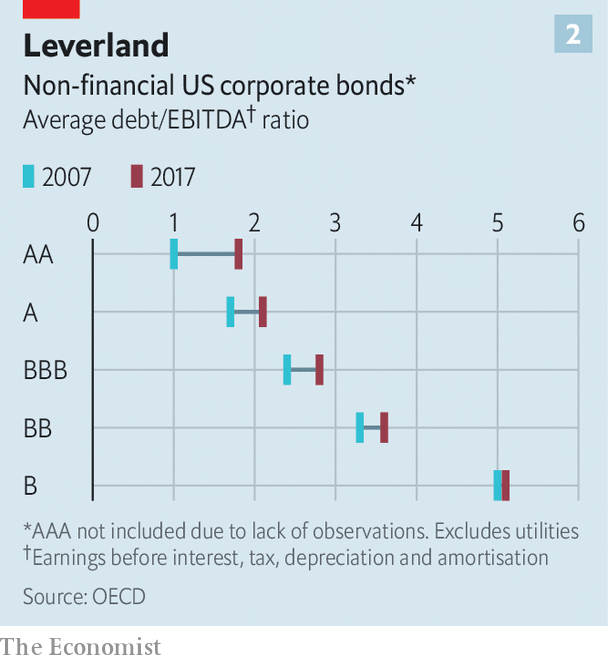 Leverland
2
Non-financial US corporate bonds*
Average debt/EBITDA† ratio
2007 2017
0 1 2 3 4 5 6
AA
A
BBB
BB
B
*AAA not included due to lack of observations. Excludes utilities
†Earnings before interest, tax, depreciation and amortisation
Source: OECD
The Economist